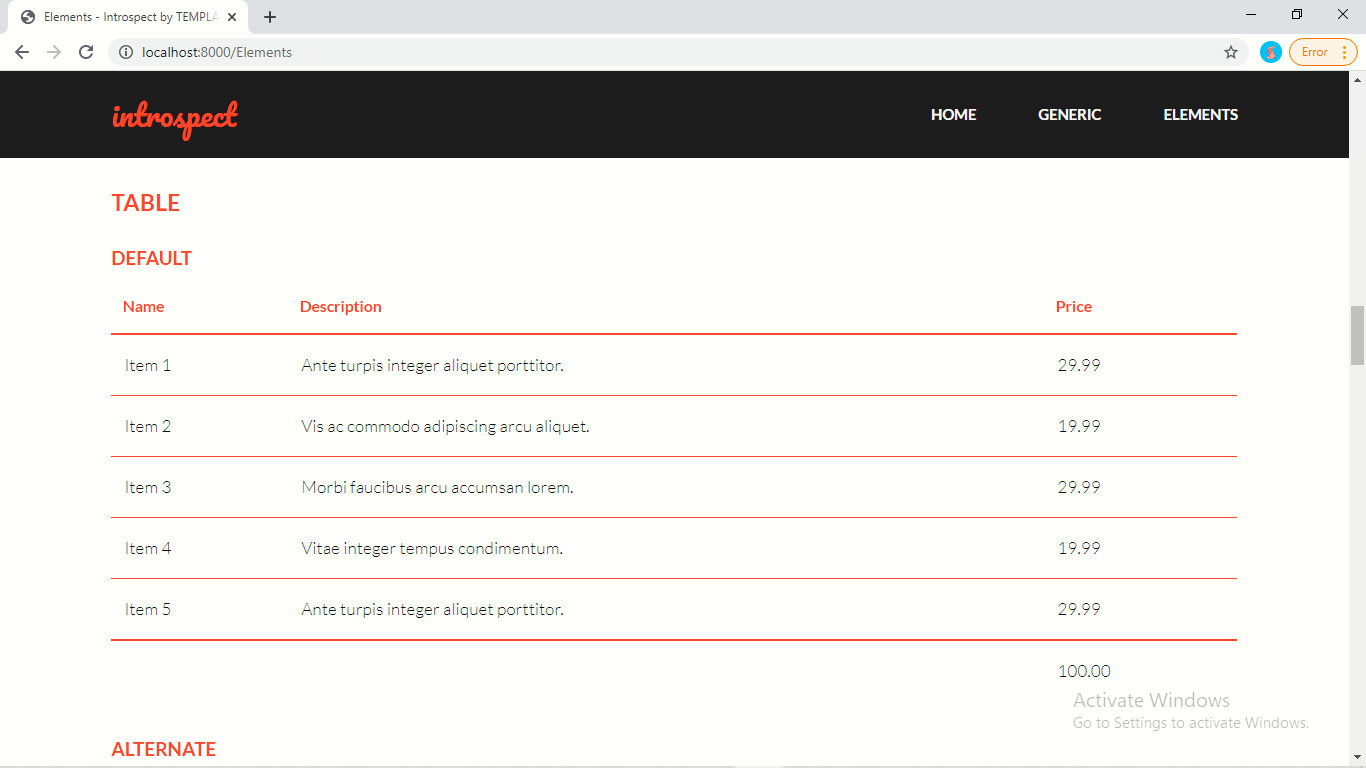 Elements - Introspect by TEMPLA
localhost:8000/Elements
Error
introspect
HOME GENERIC ELEMENTS
TABLE
DEFAULT
Name Description Price
Item 1 Ante turpis integer aliquet porttitor. 29.99
Item 2 Vis ac commodo adipiscing arcu aliquet. 19.99
Item 3 Morbi faucibus arcu accumsan lorem. 29.99
Item 4 Vitae integer tempus condimentum. 19.99
Item 5 Ante turpis integer aliquet porttitor. 29.99
100.00
Activate Windows
Go to Settings to activate Windows.
ALTERNATE